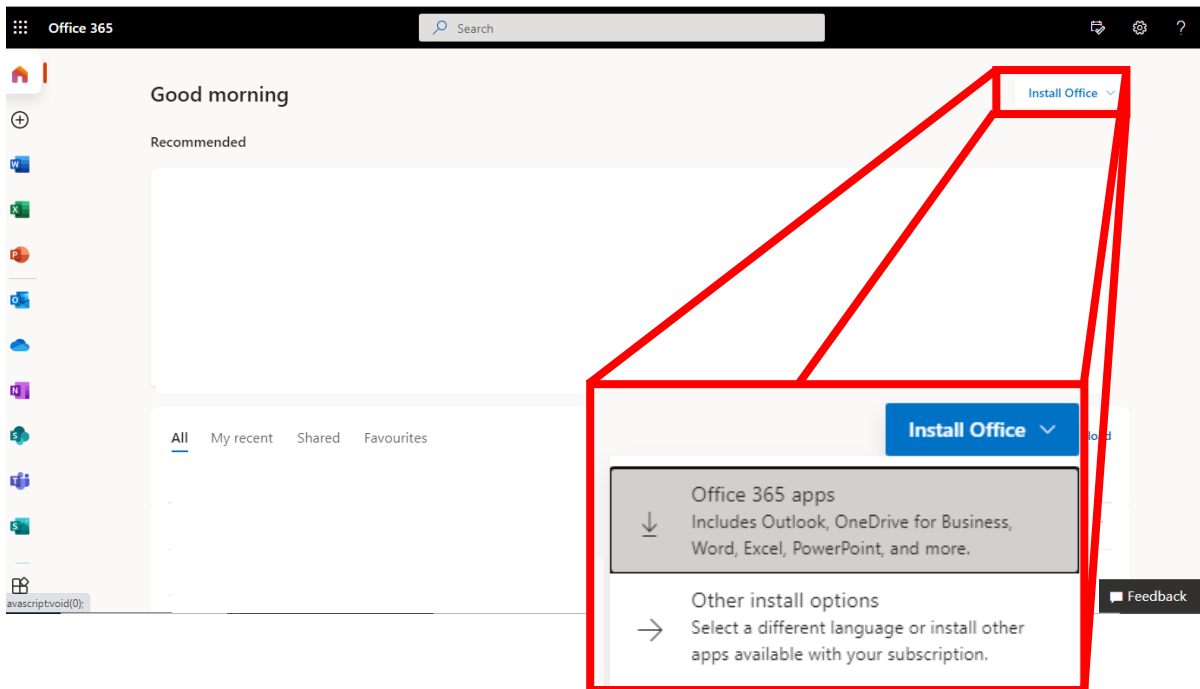 Office 365
Search
?
Good morning
Install Office
Recommended
All My recent Shared Favourites
Install Office
Office 365 apps
Includes Outlook, OneDrive for Business,
Word, Excel, PowerPoint, and more.
Other install options
Select a different language or install other
apps available with your subscription.
avascript:void(0);
Feedback